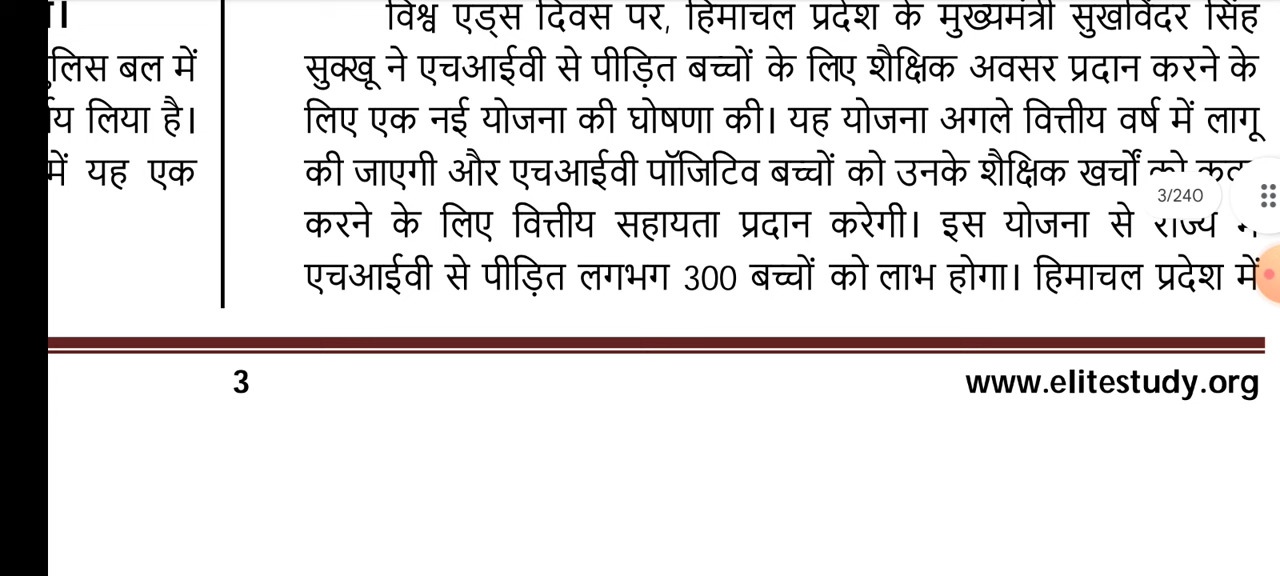 लिस बल में
य लिया है।
में यह एक
विश्व एड्स दिवस पर, हिमाचल प्रदेश के मुख्यमंत्री सुखविंदर सिंह
सुक्खू ने एचआईवी से पीड़ित बच्चों के लिए शैक्षिक अवसर प्रदान करने के
लिए एक नई योजना की घोषणा की। यह योजना अगले वित्तीय वर्ष में लागू
की जाएगी और एचआईवी पॉजिटिव बच्चों को उनके शैक्षिक खर्चों को
3/240
करने के लिए वित्तीय सहायता प्रदान करेगी। इस योजना से राज्य में
एचआईवी से पीड़ित लगभग 300 बच्चों को लाभ होगा। हिमाचल प्रदेश में
3
www.elitestudy.org